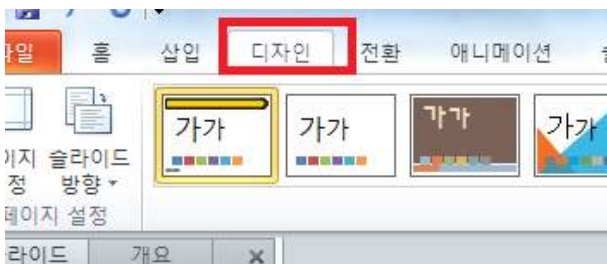 파일 홈 삽입 디자인 전환 애니메이션
가가 가가 가가 가가
이지 슬라이드
정 방향
페이지 설정
라이드 개요